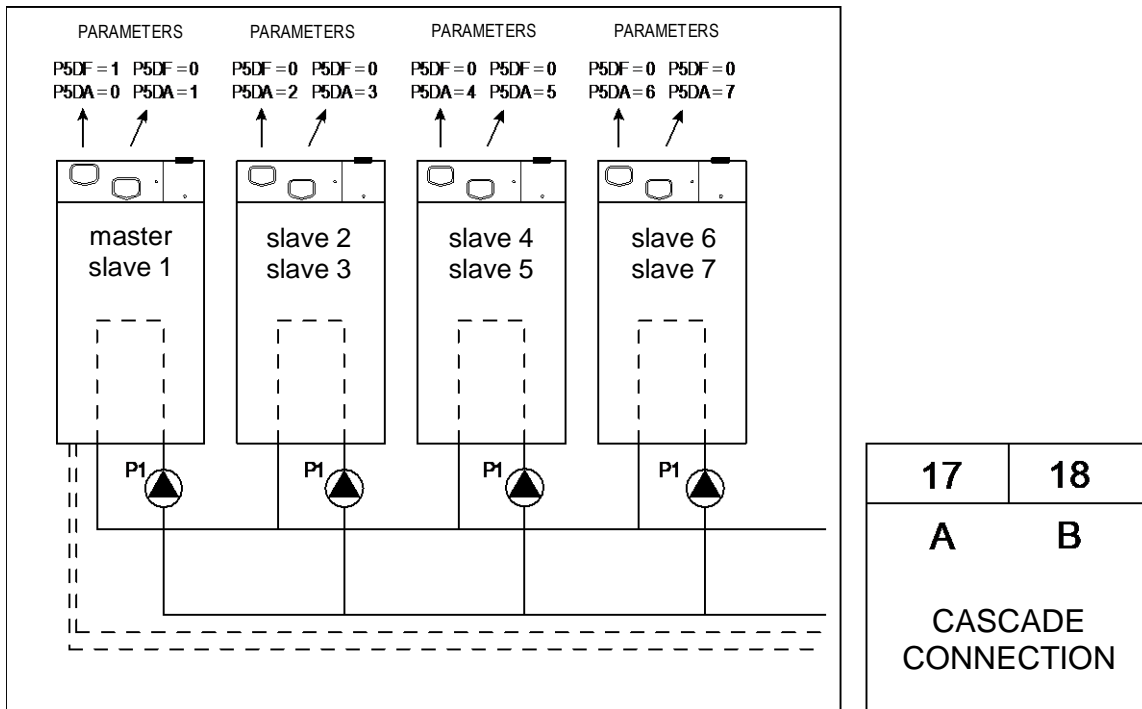 PARAMETERS PARAMETERS PARAMETERS PARAMETERS
P5DF = 1 P5DF = 0 P5DF = 0 P5DF = 0 P5DF = 0 P5DF = 0 P5DF = 0 P5DF = 0
P5DA = 0 P5DA = 1 P5DA = 2 P5DA = 3 P5DA = 4 P5DA = 5 P5DA = 6 P5DA = 7
master slave 2 slave 4 slave 6
slave 1 slave 3 slave 5 slave 7
P1 P1 P1 P1
17 18
A B
CASCADE
CONNECTION